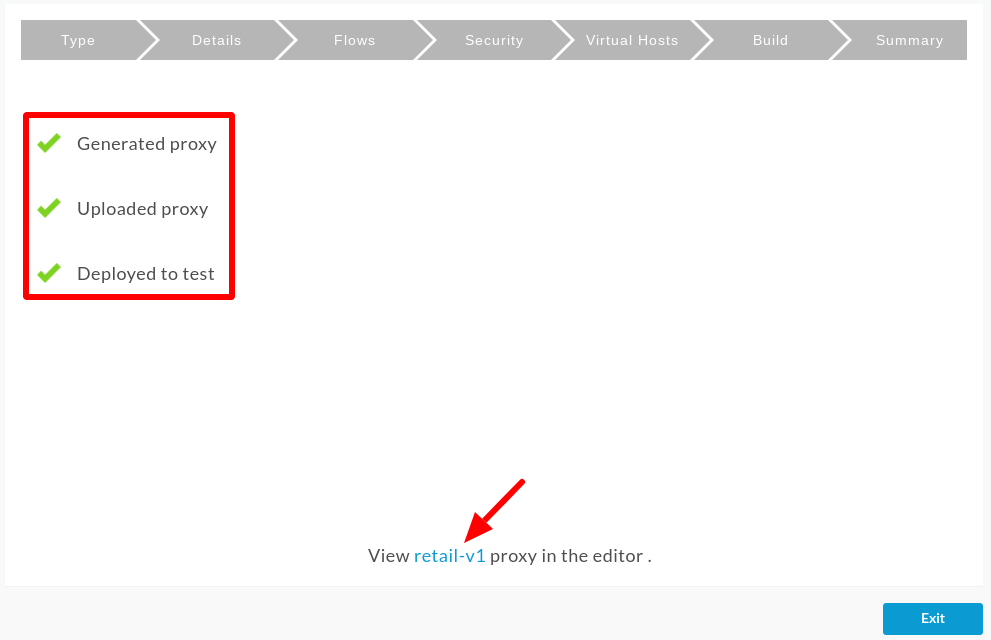 Type Details Flows Security Virtual Hosts Build Summary
Generated proxy
Uploaded proxy
Deployed to test
View retail-v1 proxy in the editor .
Exit